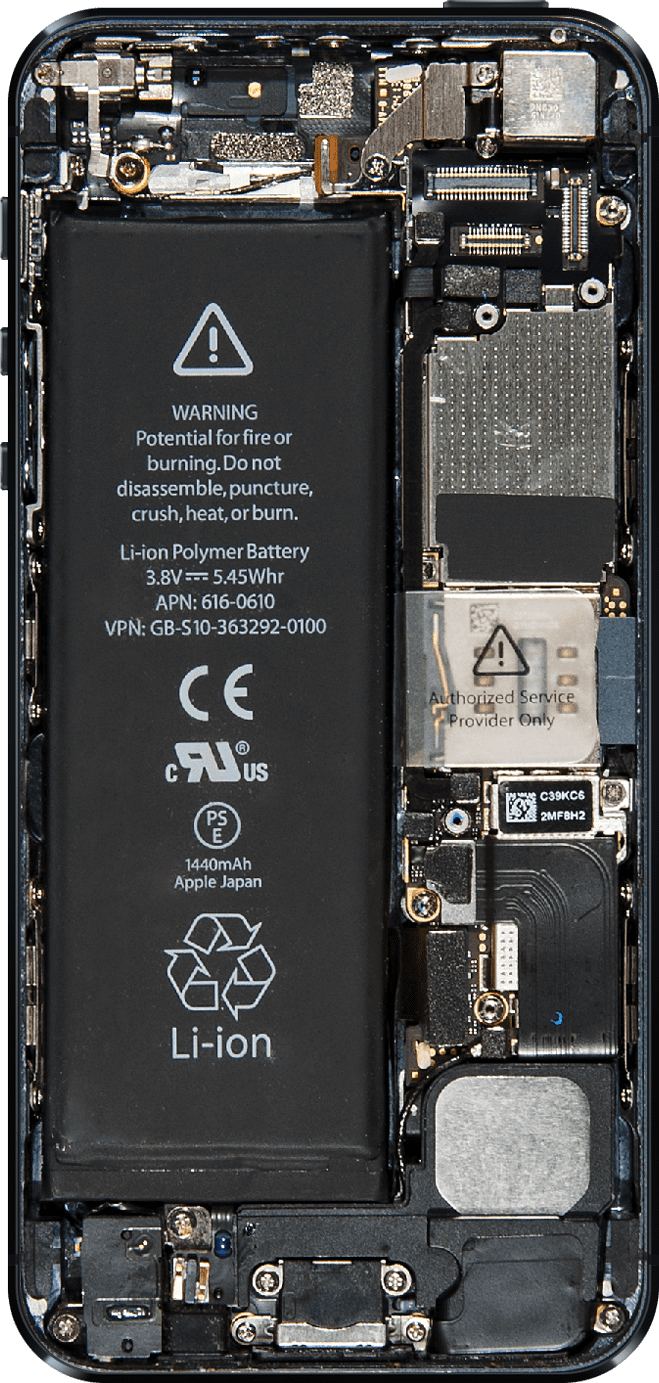 WARNING
Potential for fire or
burning. Do not
disassemble, puncture,
crush, heat, or burn.
Li-ion Polymer Battery
3.8V⎓ 5.45Whr
APN: 616-0610
VPN: GB-S10-363292-0100
CE
c RU® US
PS
E
1440mAh
Apple Japan
Li-ion
Authorized Service
Provider Only
C39KC6
2MF8H2